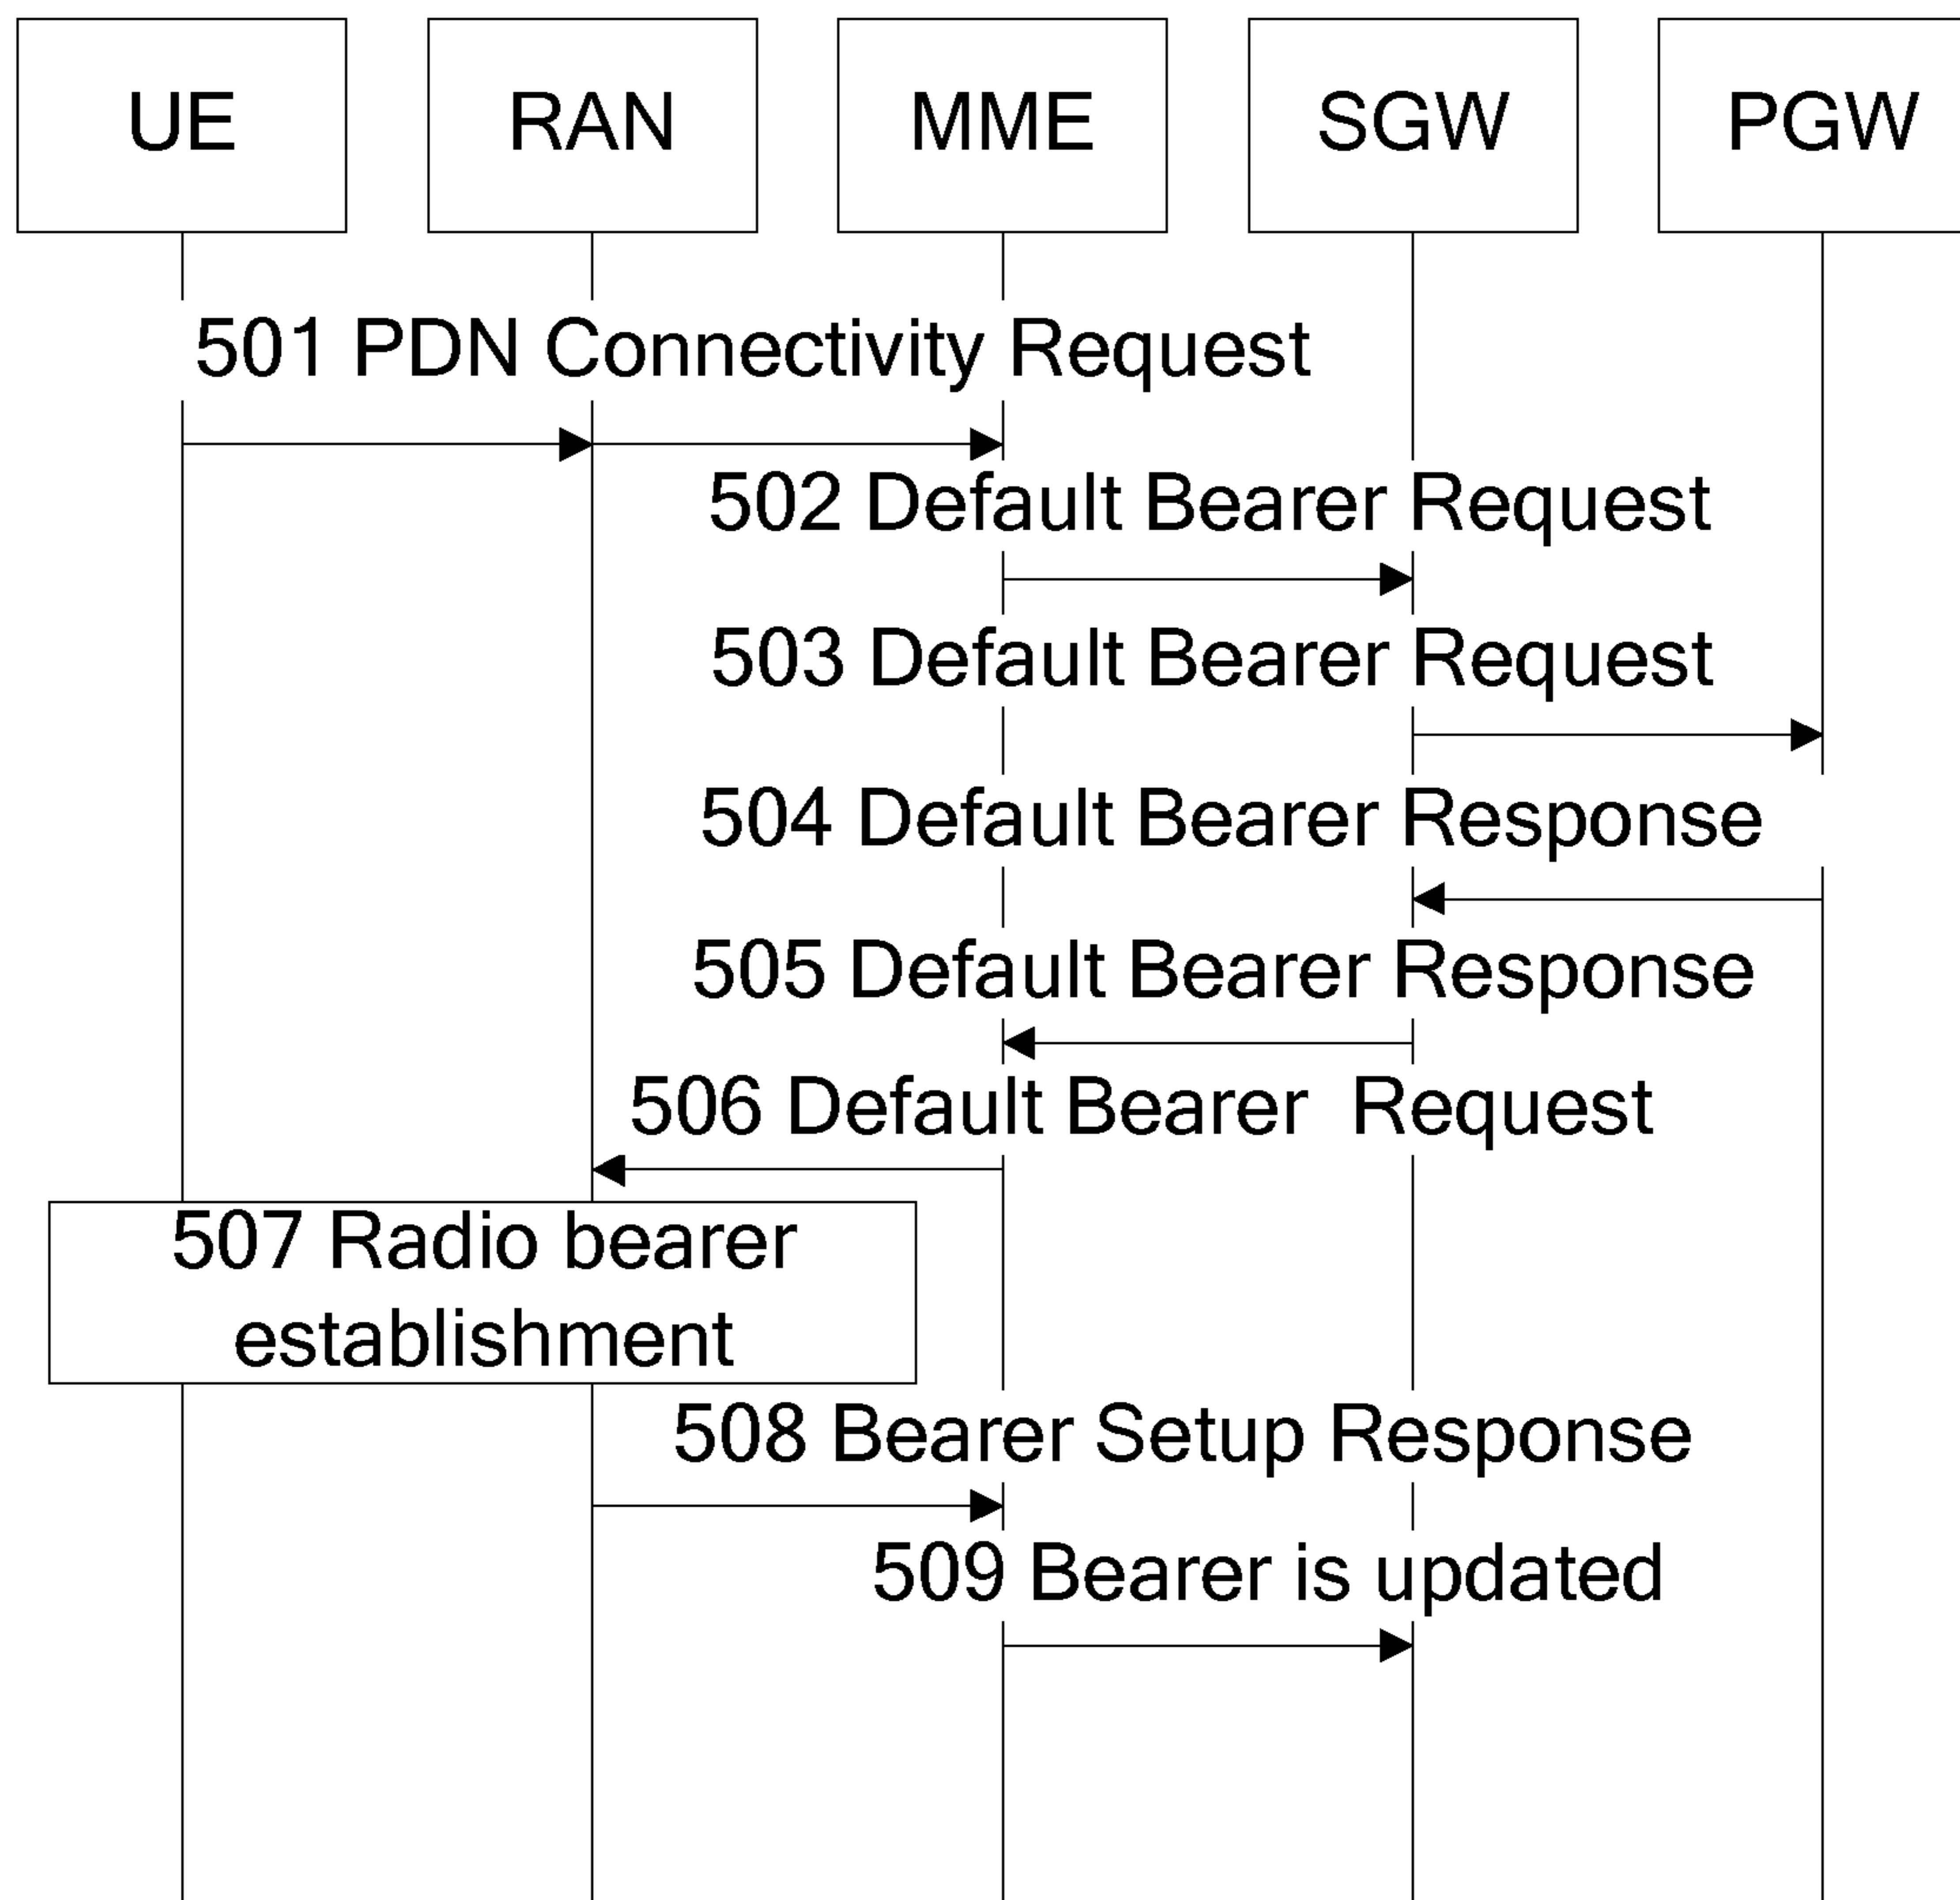 UE
RAN
MME
SGW
PGW
501 PDN Connectivity Request
502 Default Bearer Request
503 Default Bearer Request
504 Default Bearer Response
505 Default Bearer Response
506 Default Bearer Request
507 Radio bearer
establishment
508 Bearer Setup Response
509 Bearer is updated